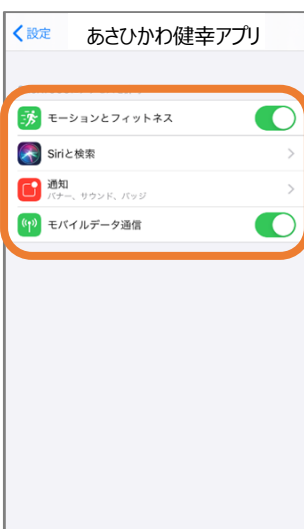 設定
あさひかわ健幸アプリ
モーションとフィットネス
Siriと検索
通知
バナー、サウンド、バッジ
モバイルデータ通信